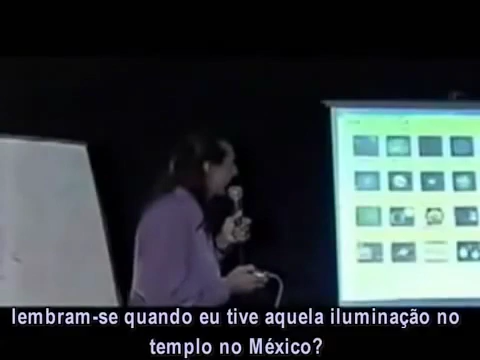 lembram-se quando eu tive aquela iluminação no
templo no México?